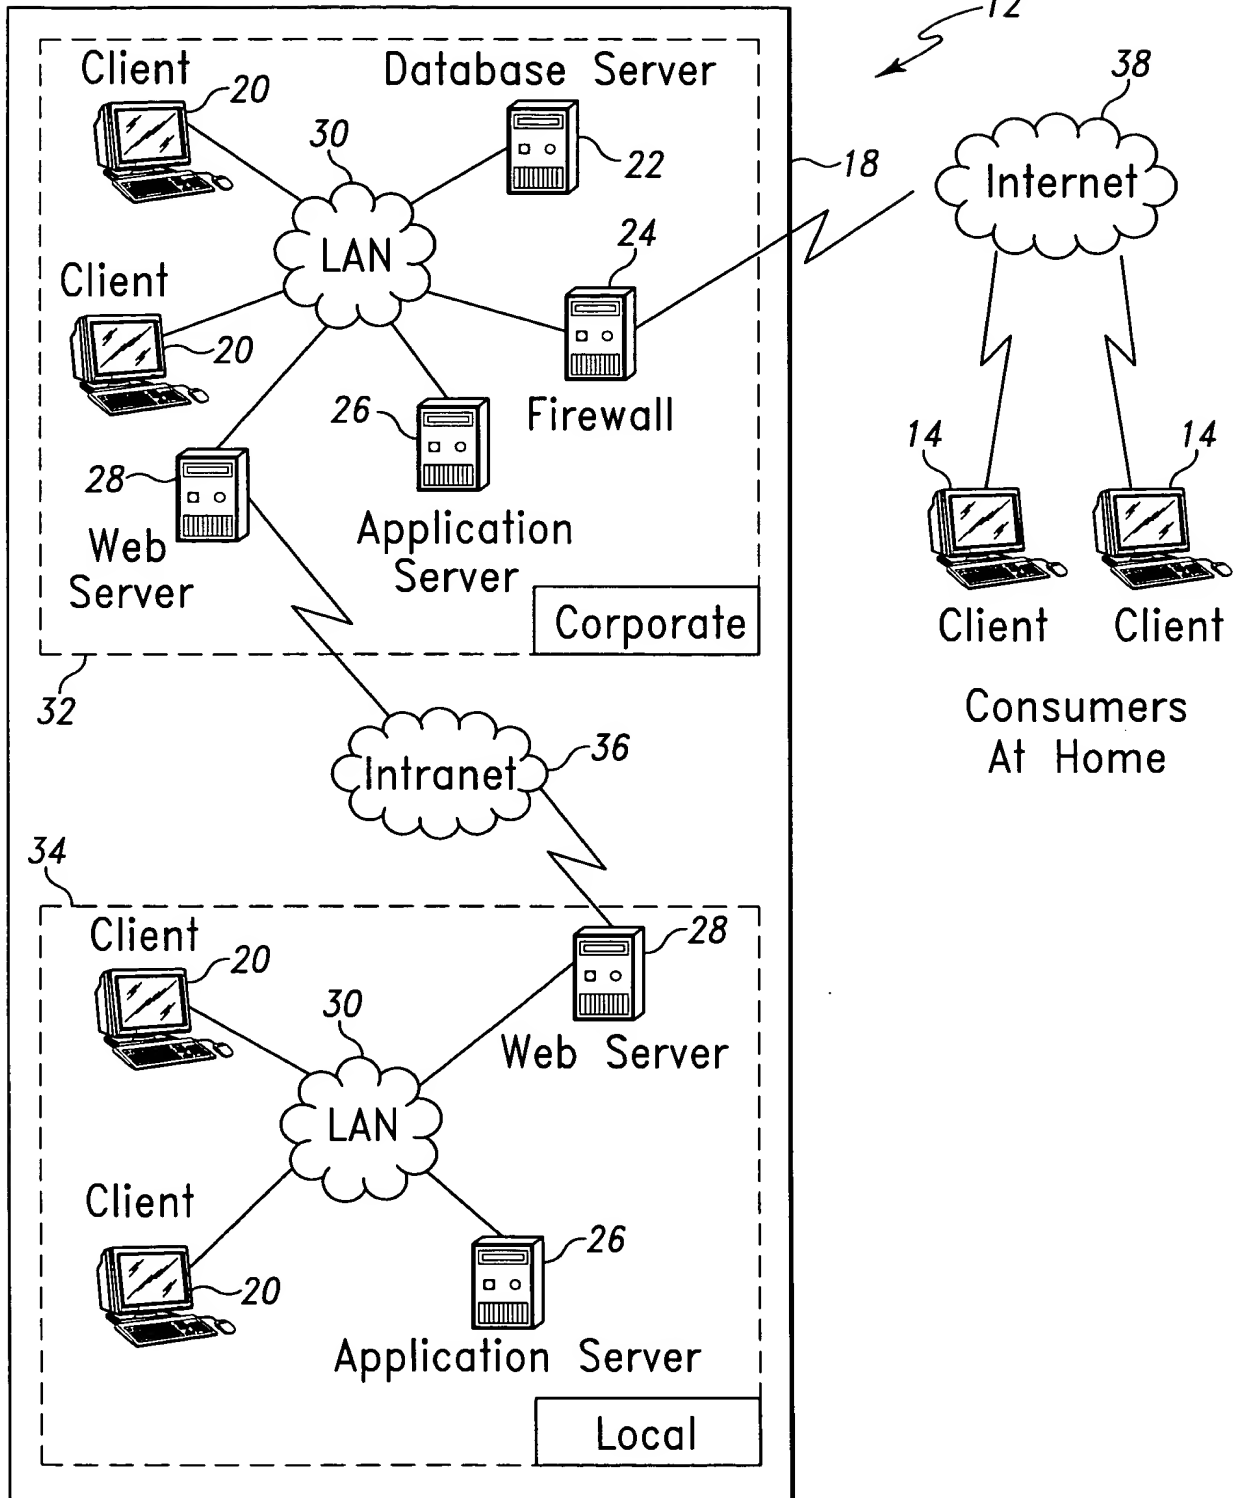 12
Client
20
Database Server
22
38
Internet
30
LAN
18
24
Firewall
Client
20
26
Application
Server
28
Web
Server
Corporate
32
14
14
Client
Client
Consumers
At Home
Intranet
36
34
Client
20
28
Web Server
30
LAN
Client
20
26
Application Server
Local